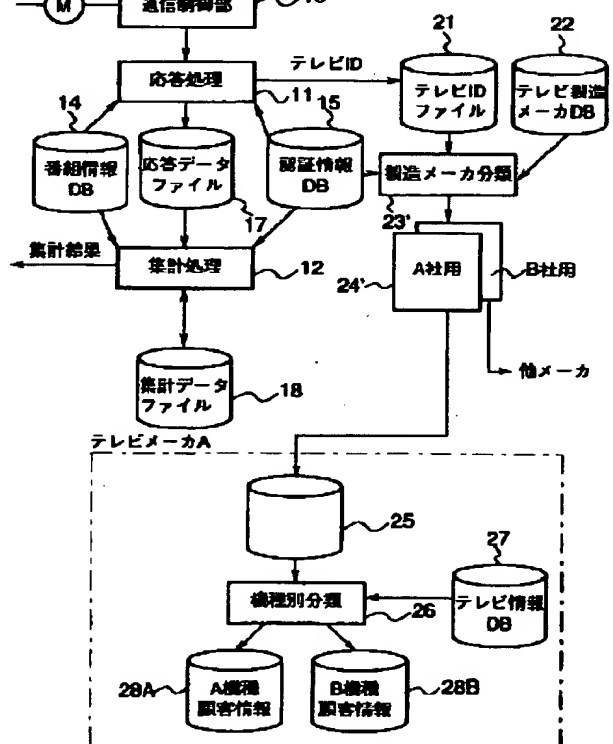 M
通信制御部
21
22
応答処理
テレビID
テレビID
ファイル
テレビ製造
メーカDB
11
14
15
番組情報
DB
応答データ
ファイル
認証情報
DB
製造メーカ分類
17
23'
集計結果
集計処理
12
24'
A社用
B社用
集計データ
ファイル
18
他メーカ
テレビメーカA
25
27
機種別分類
26
テレビ情報
DB
28A
A機種
顧客情報
B機種
顧客情報
28B